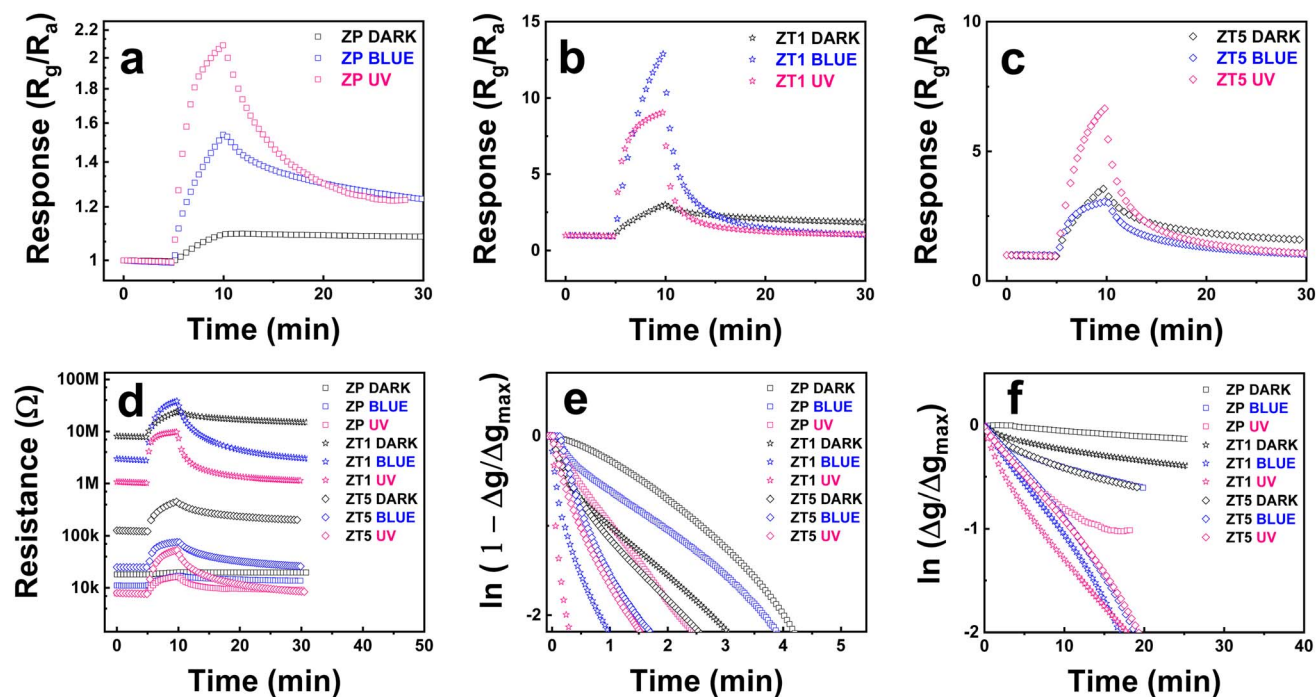 a
ZP DARK
ZP BLUE
ZP UV
Response (Rg/Ra)
2.2
2.0
1.8
1.6
1.4
1.2
1
0
10
20
30
Time (min)
b
ZT1 DARK
ZT1 BLUE
ZT1 UV
Response (Rg/Ra)
15
10
5
0
0
10
20
30
Time (min)
c
ZT5 DARK
ZT5 BLUE
ZT5 UV
Response (Rg/Ra)
10
5
0
0
10
20
30
Time (min)
d
ZP DARK
ZP BLUE
ZP UV
ZT1 DARK
ZT1 BLUE
ZT1 UV
ZT5 DARK
ZT5 BLUE
ZT5 UV
Resistance (Ω)
100M
10M
1M
100k
10k
0
10
20
30
40
50
Time (min)
e
ZP DARK
ZP BLUE
ZP UV
ZT1 DARK
ZT1 BLUE
ZT1 UV
ZT5 DARK
ZT5 BLUE
ZT5 UV
ln ( 1 − Δg/Δgmax)
0
-2
0
1
2
3
4
5
Time (min)
f
ZP DARK
ZP BLUE
ZP UV
ZT1 DARK
ZT1 BLUE
ZT1 UV
ZT5 DARK
ZT5 BLUE
ZT5 UV
ln (Δg/Δgmax)
0
-1
-2
0
10
20
30
40
Time (min)